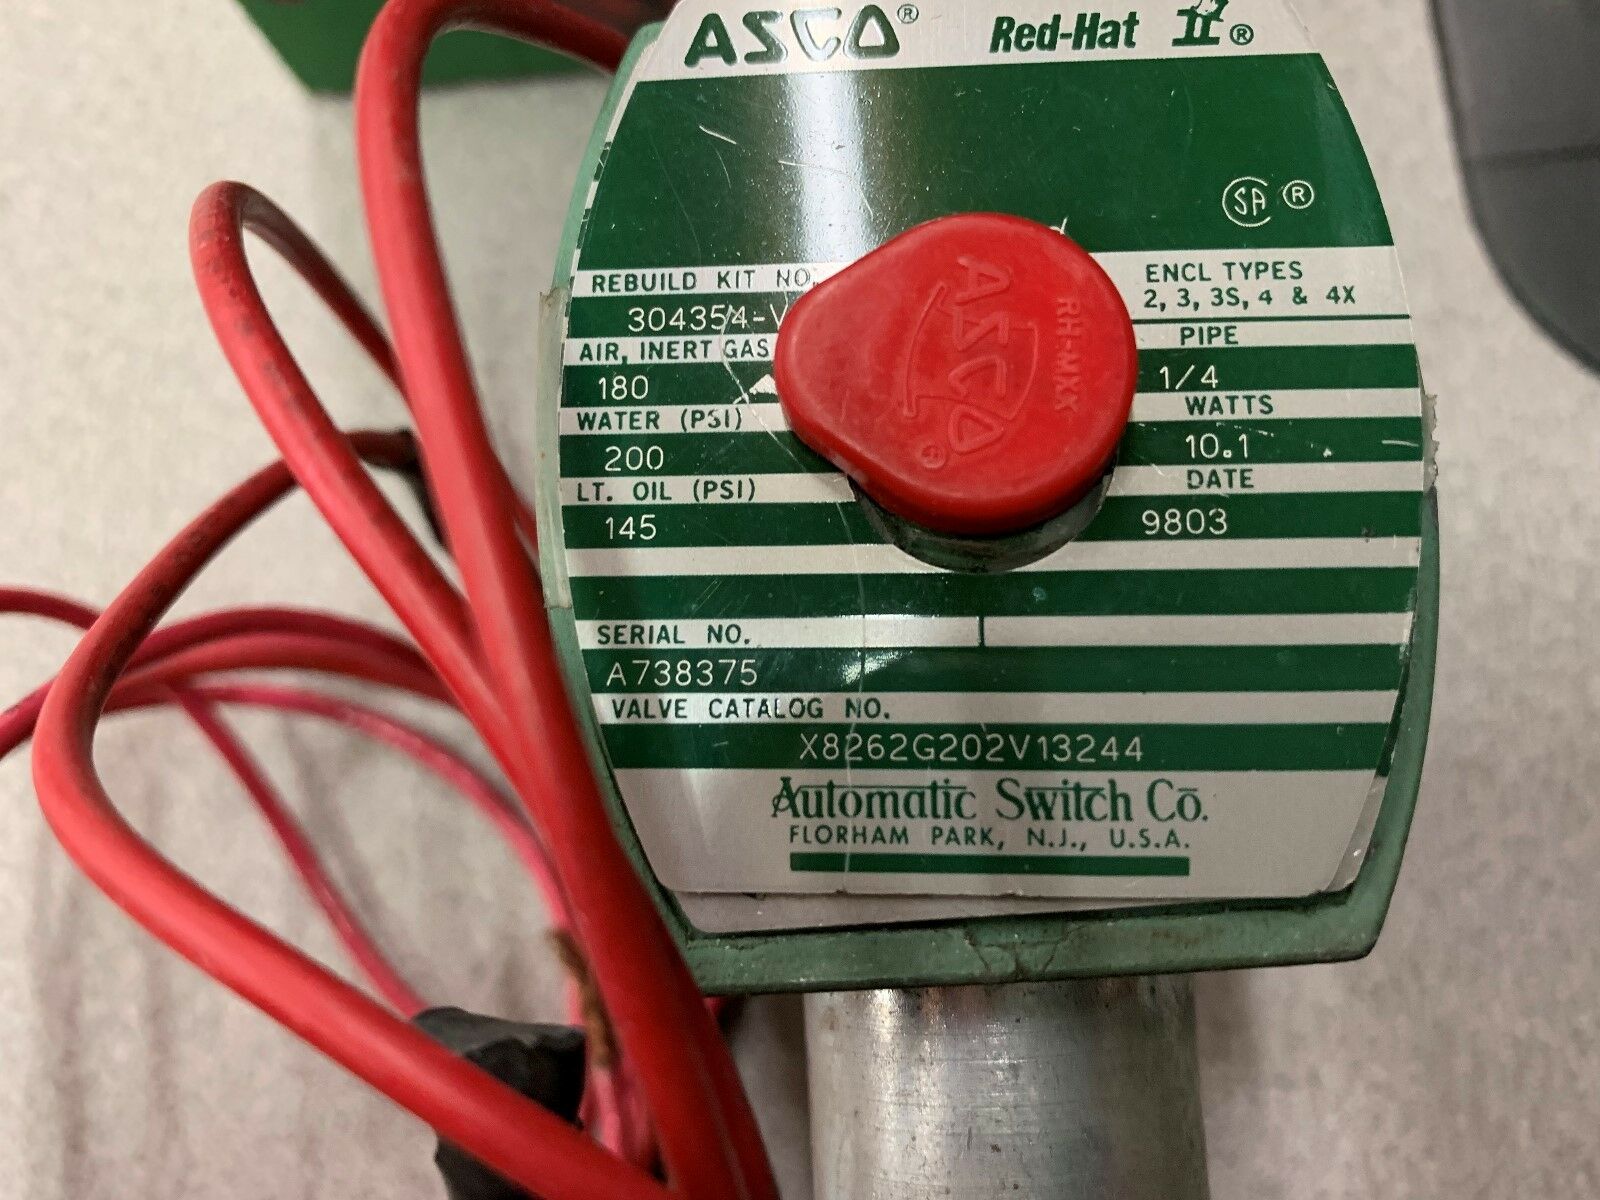 ASCO® Red-Hat II®
SA ®
REBUILD KIT NO.
304354-V
AIR, INERT GAS
180
WATER (PSI)
200
LT. OIL (PSI)
145
ENCL TYPES
2, 3, 3S, 4 & 4X
PIPE
1/4
WATTS
10.1
DATE
9803
ASCO®
RH-MXX
SERIAL NO.
A738375
VALVE CATALOG NO.
X8262G202V13244
Automatic Switch Co.
FLORHAM PARK, N.J., U.S.A.